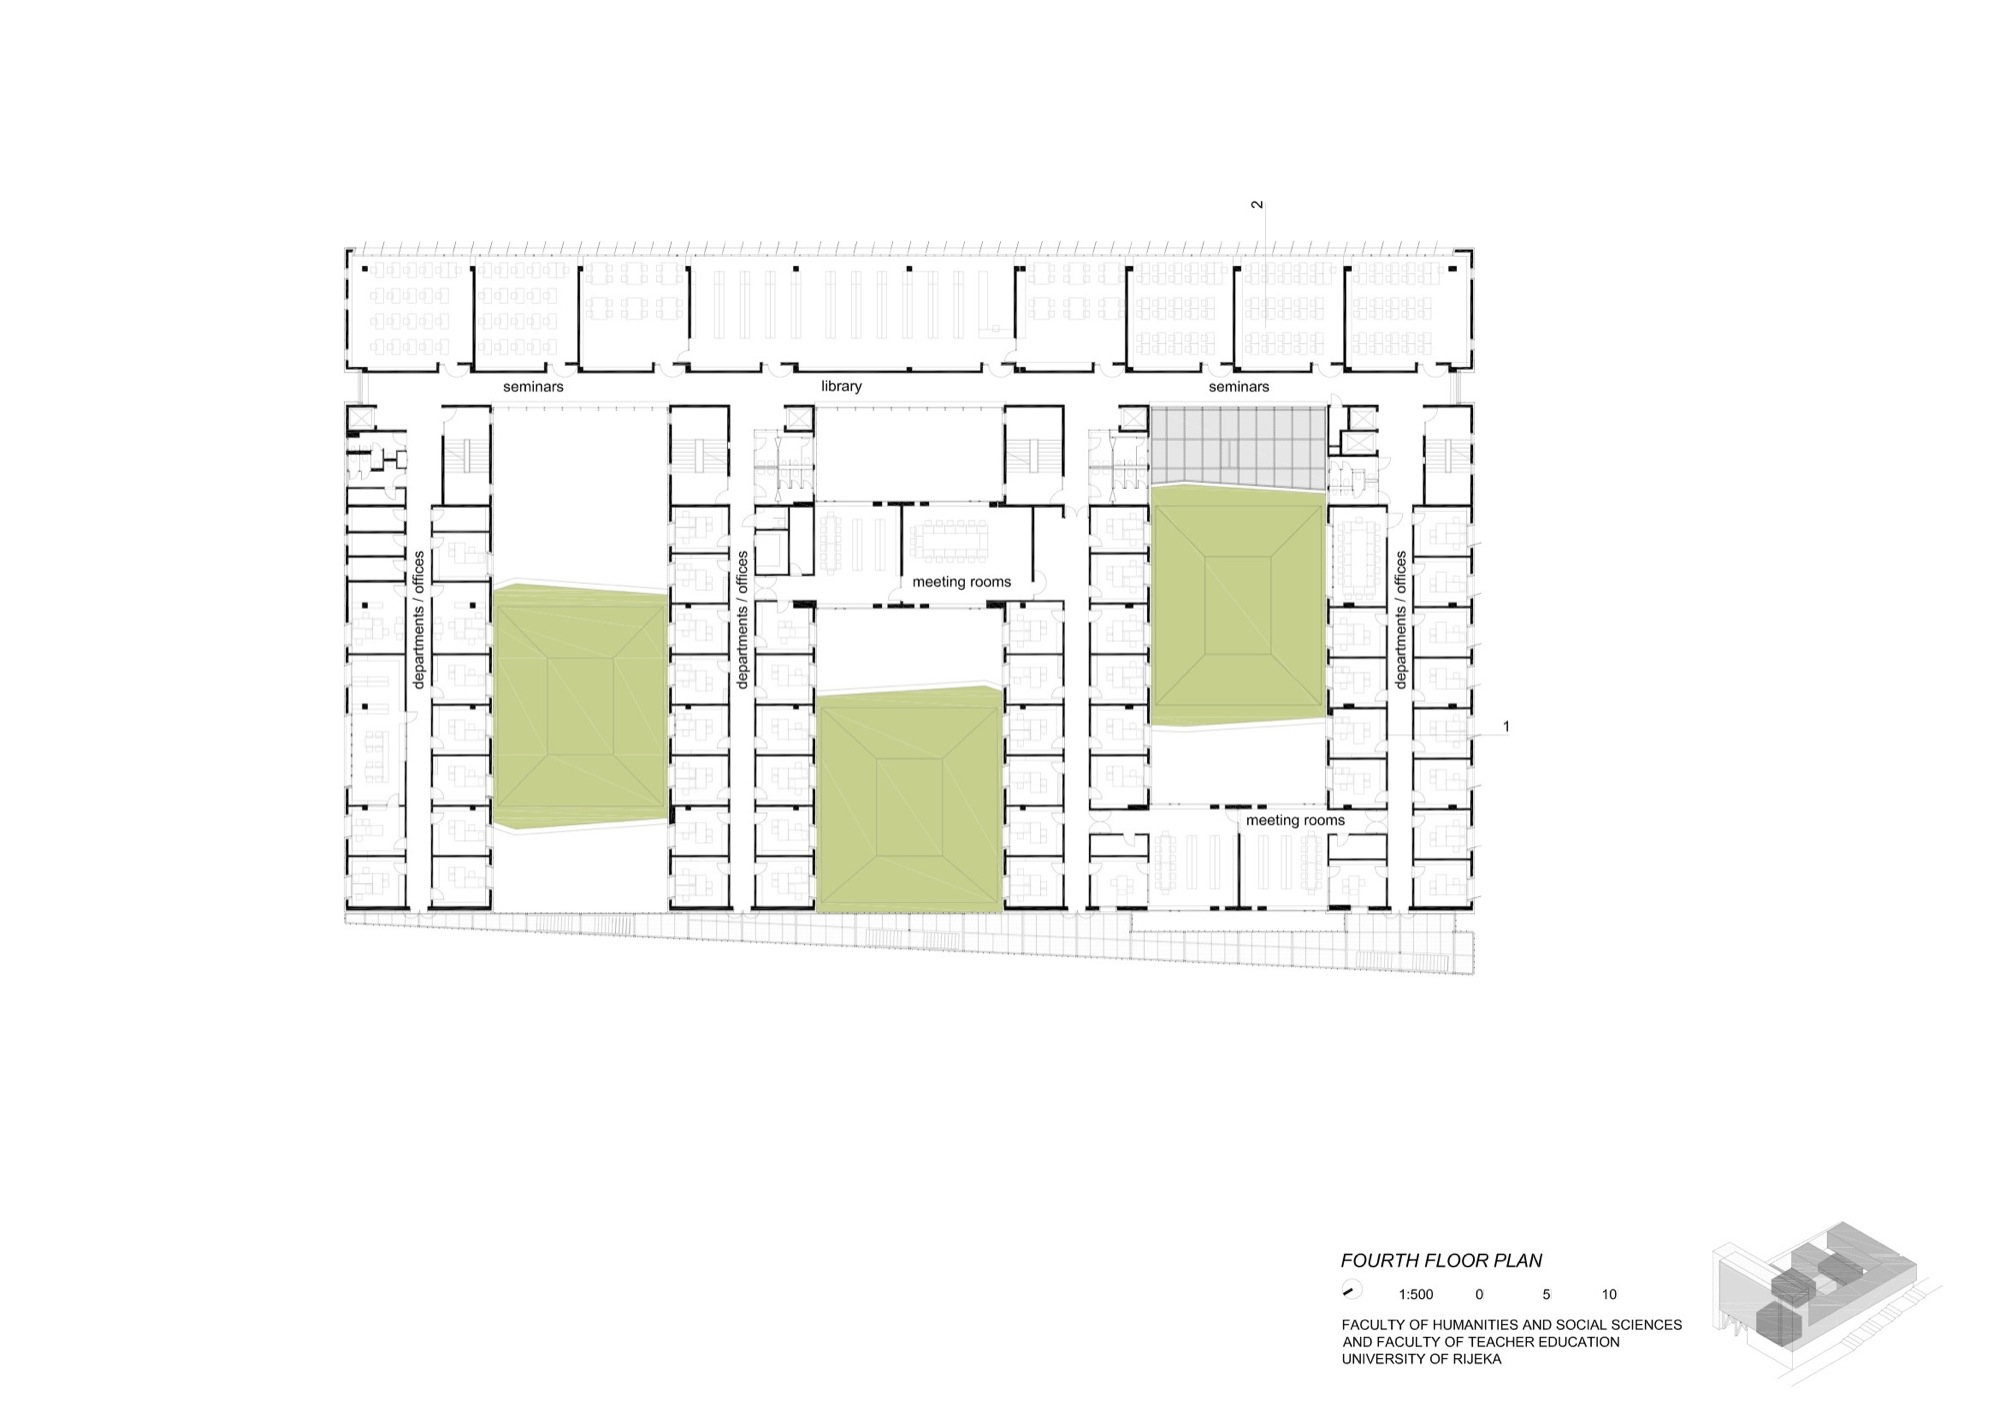 2
seminars
library
seminars
departments / offices
departments / offices
meeting rooms
departments / offices
1
meeting rooms
FOURTH FLOOR PLAN
1:500 0 5 10
FACULTY OF HUMANITIES AND SOCIAL SCIENCES
AND FACULTY OF TEACHER EDUCATION
UNIVERSITY OF RIJEKA